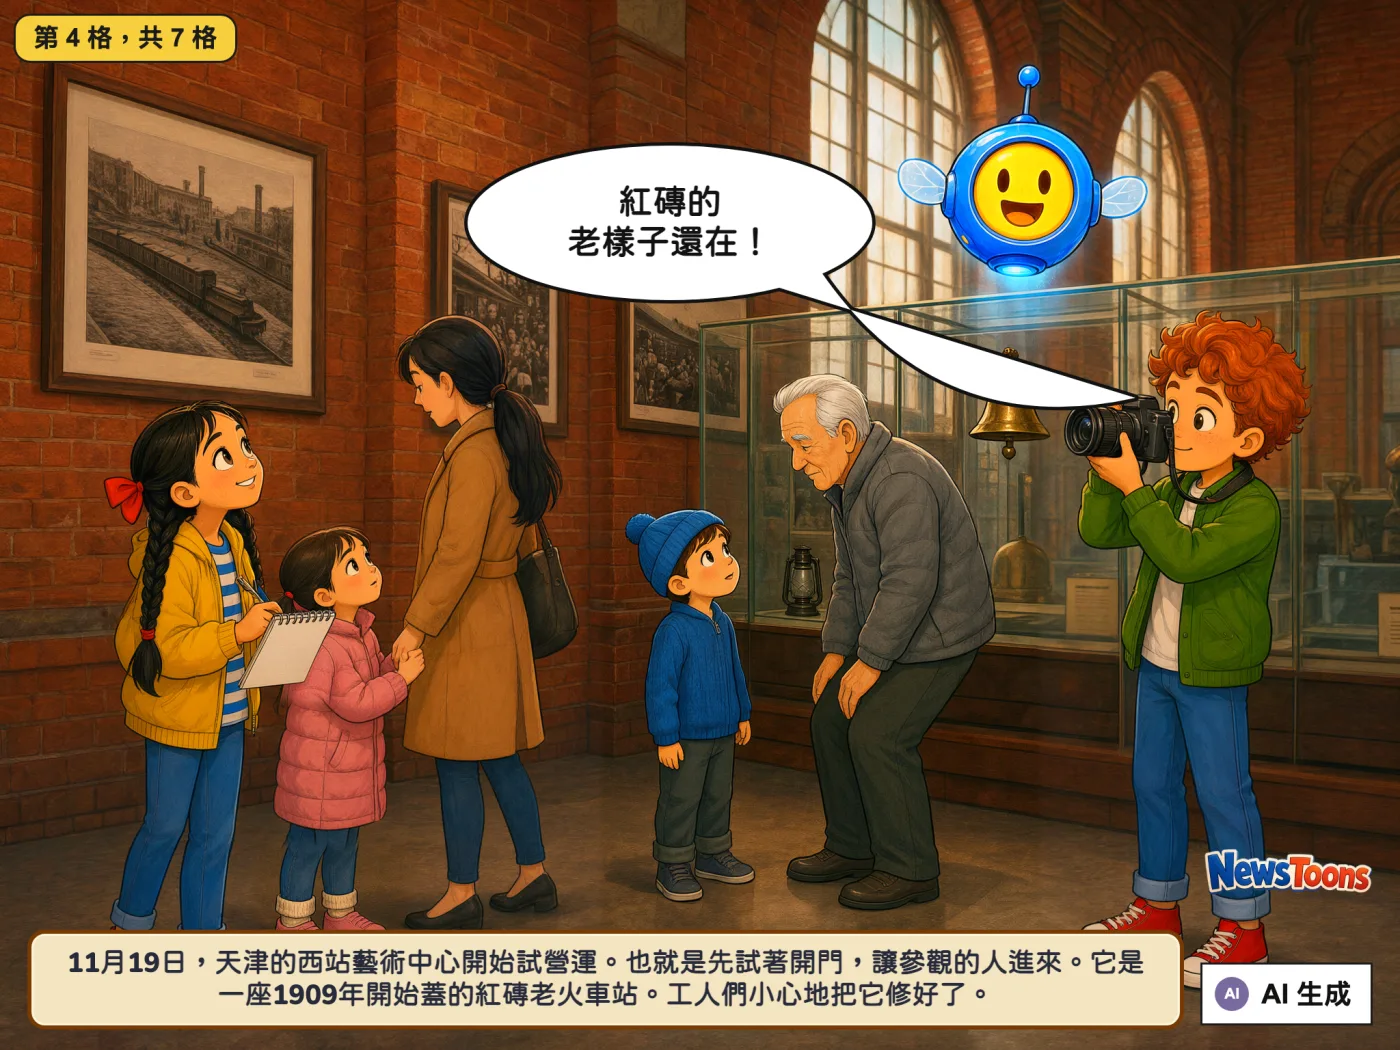 第 4 格，共 7 格
紅磚的
老樣子還在！
NewsToons
11月19日，天津的西站藝術中心開始試營運。也就是先試著開門，讓參觀的人進來。它是
一座1909年開始蓋的紅磚老火車站。工人們小心地把它修好了。
AI AI 生成